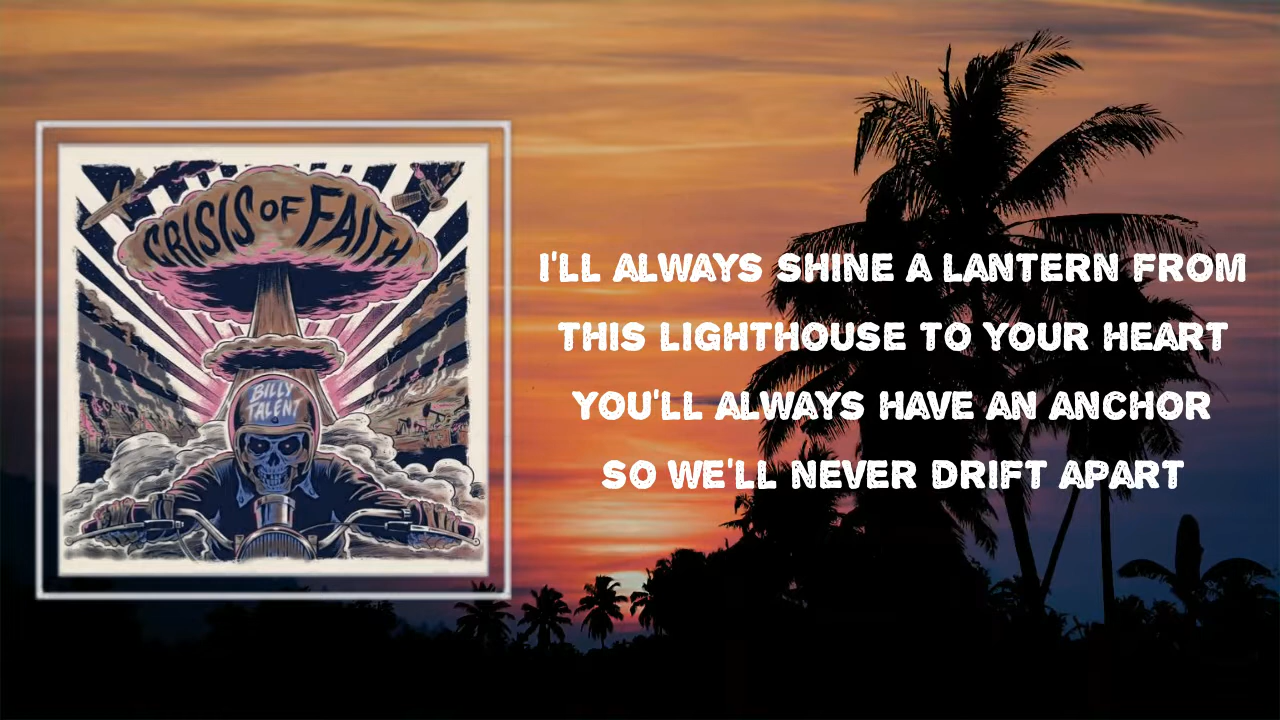 CRISIS OF FAITH
BILLY
TALENT
I'LL ALWAYS SHINE A LANTERN FROM
THIS LIGHTHOUSE TO YOUR HEART
YOU'LL ALWAYS HAVE AN ANCHOR
SO WE'LL NEVER DRIFT APART